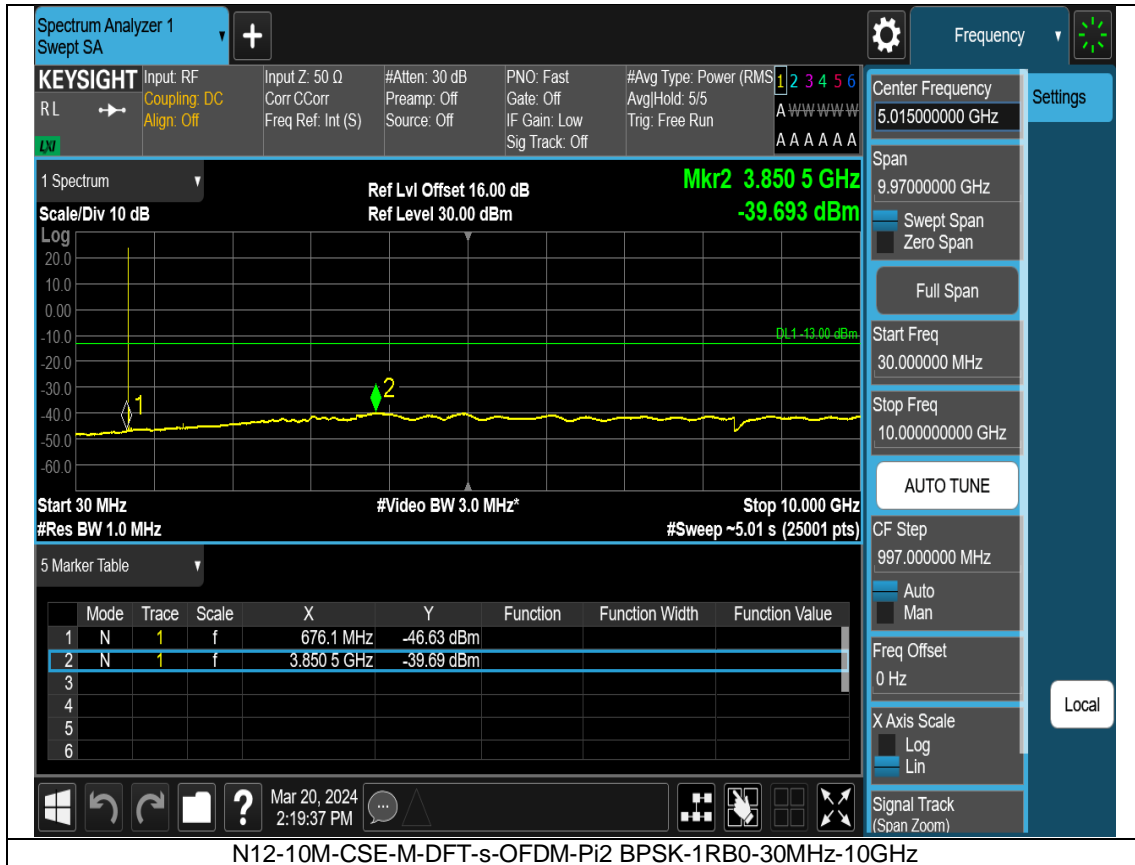 Spectrum Analyzer 1
Swept SA
Frequency
KEYSIGHT
R L
LXI
Input: RF
Coupling: DC
Align: Off
Input Z: 50 Ω
Corr CCorr
Freq Ref: Int (S)
#Atten: 30 dB
Preamp: Off
Source: Off
PNO: Fast
Gate: Off
IF Gain: Low
Sig Track: Off
#Avg Type: Power (RMS
Avg|Hold: 5/5
Trig: Free Run
1 2 3 4 5 6
A W W W W W
A A A A A A
1 Spectrum
Scale/Div 10 dB
Ref Lvl Offset 16.00 dB
Ref Level 30.00 dBm
Mkr2 3.850 5 GHz
-39.693 dBm
Log
20.0
10.0
0.00
-10.0
-20.0
-30.0
-40.0
-50.0
-60.0
DL1 -13.00 dBm
1
2
Start 30 MHz
#Video BW 3.0 MHz*
Stop 10.000 GHz
#Res BW 1.0 MHz
#Sweep ~5.01 s (25001 pts)
5 Marker Table
Mode Trace Scale X Y Function Function Width Function Value
1 N 1 f 676.1 MHz -46.63 dBm
2 N 1 f 3.850 5 GHz -39.69 dBm
3
4
5
6
Mar 20, 2024
2:19:37 PM
Center Frequency
5.015000000 GHz
Span
9.97000000 GHz
Swept Span
Zero Span
Full Span
Start Freq
30.000000 MHz
Stop Freq
10.000000000 GHz
AUTO TUNE
CF Step
997.000000 MHz
Auto
Man
Freq Offset
0 Hz
X Axis Scale
Log
Lin
Signal Track
(Span Zoom)
Settings
Local
N12-10M-CSE-M-DFT-s-OFDM-Pi2 BPSK-1RB0-30MHz-10GHz